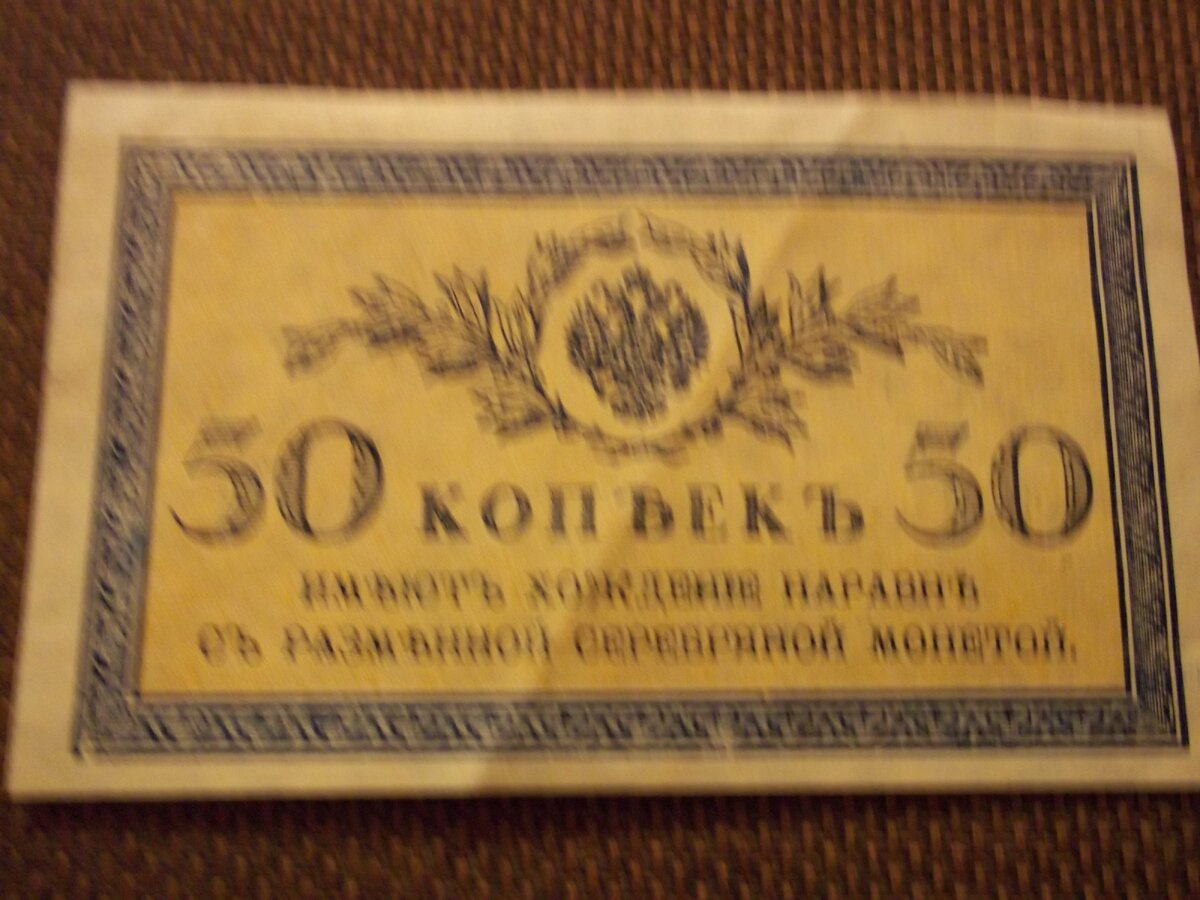 50 КОПѢЕКЪ 50
ИМѢЮТЪ ХОЖДЕНІЕ НАРАВНѢ
СЪ РАЗМѢННОЙ СЕРЕБРЯНОЙ МОНЕТОЙ.